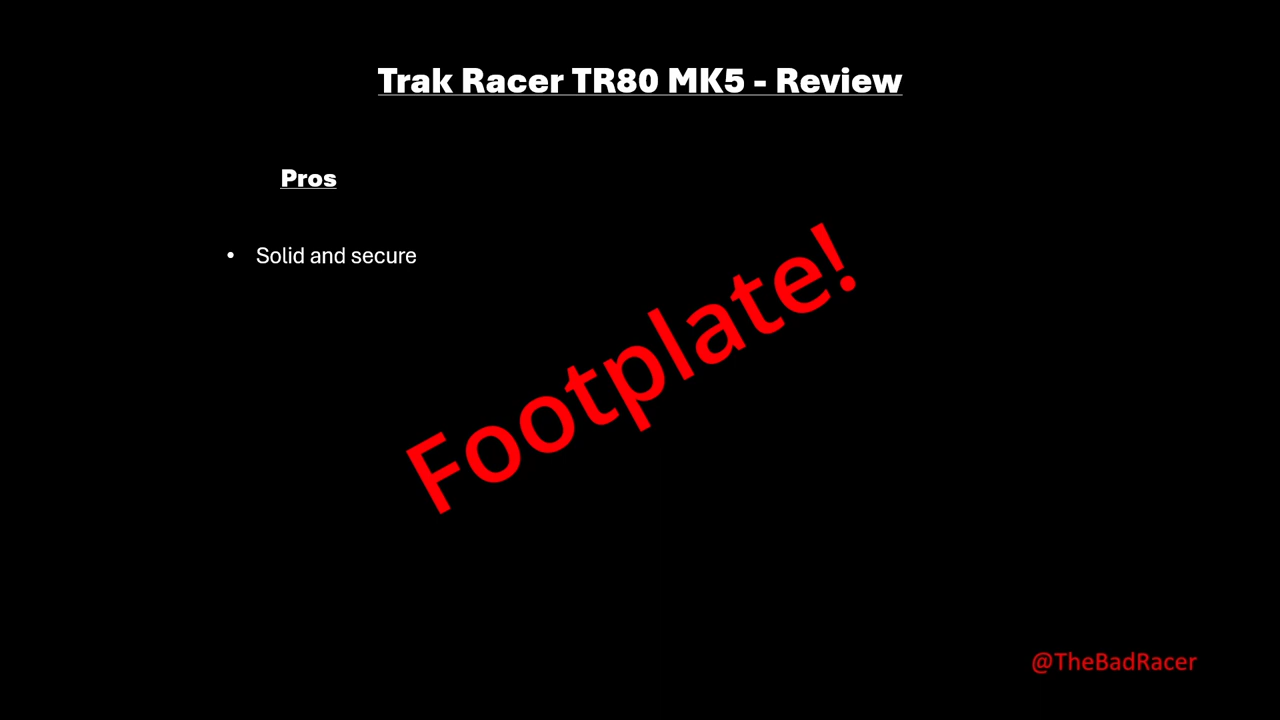 Trak Racer TR80 MK5 - Review
Pros
• Solid and secure
Footplate!
@TheBadRacer